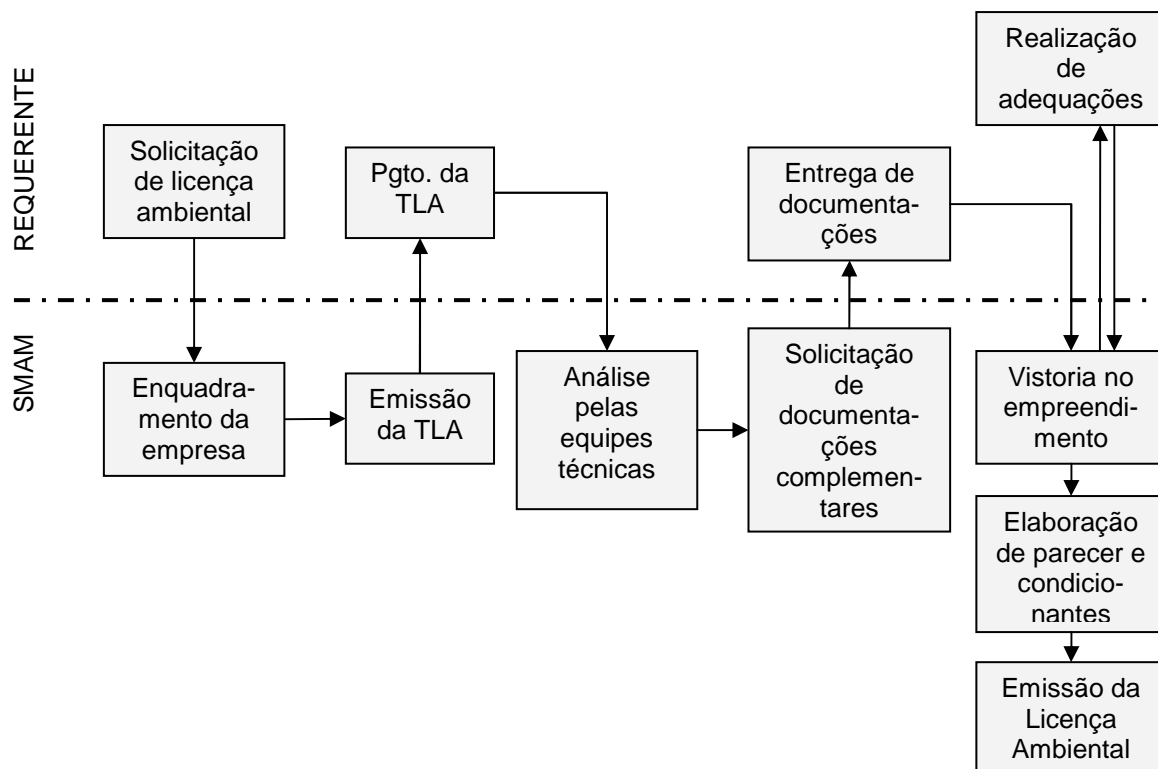 REQUERENTE
Solicitação
de licença
ambiental
Pgto. da
TLA
Entrega de
documenta-
ções
Realização
de
adequações
SMAM
Enquadra-
mento da
empresa
Emissão
da TLA
Análise
pelas
equipes
técnicas
Solicitação
de
documenta-
ções
complemen-
tares
Vistoria no
empreendi-
mento
Elaboração
de parecer e
condicio-
nantes
Emissão da
Licença
Ambiental